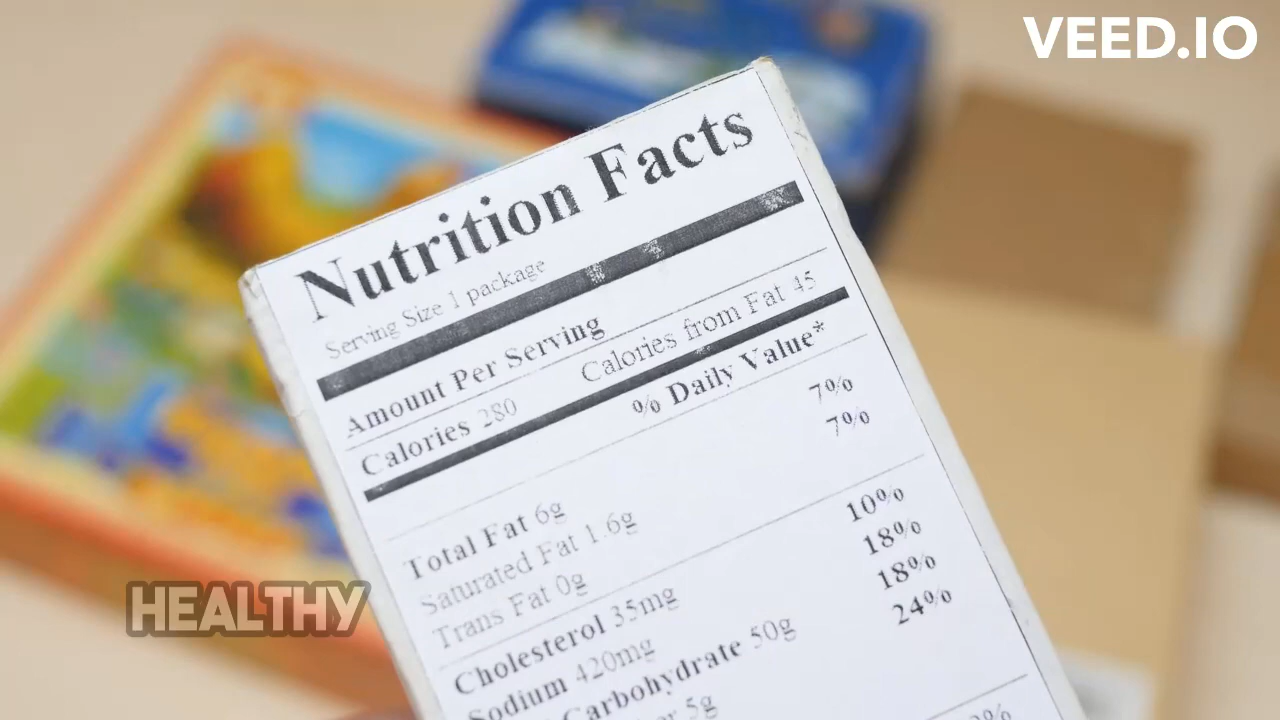 VEED.IO
Nutrition Facts
Serving Size 1 package
Amount Per Serving
Calories 280 Calories from Fat 45
% Daily Value*
Total Fat 6g 7%
Saturated Fat 1.6g 7%
Trans Fat 0g
Cholesterol 35mg 10%
Sodium 420mg 18%
Carbohydrate 50g 18%
5g 24%
HEALTHY